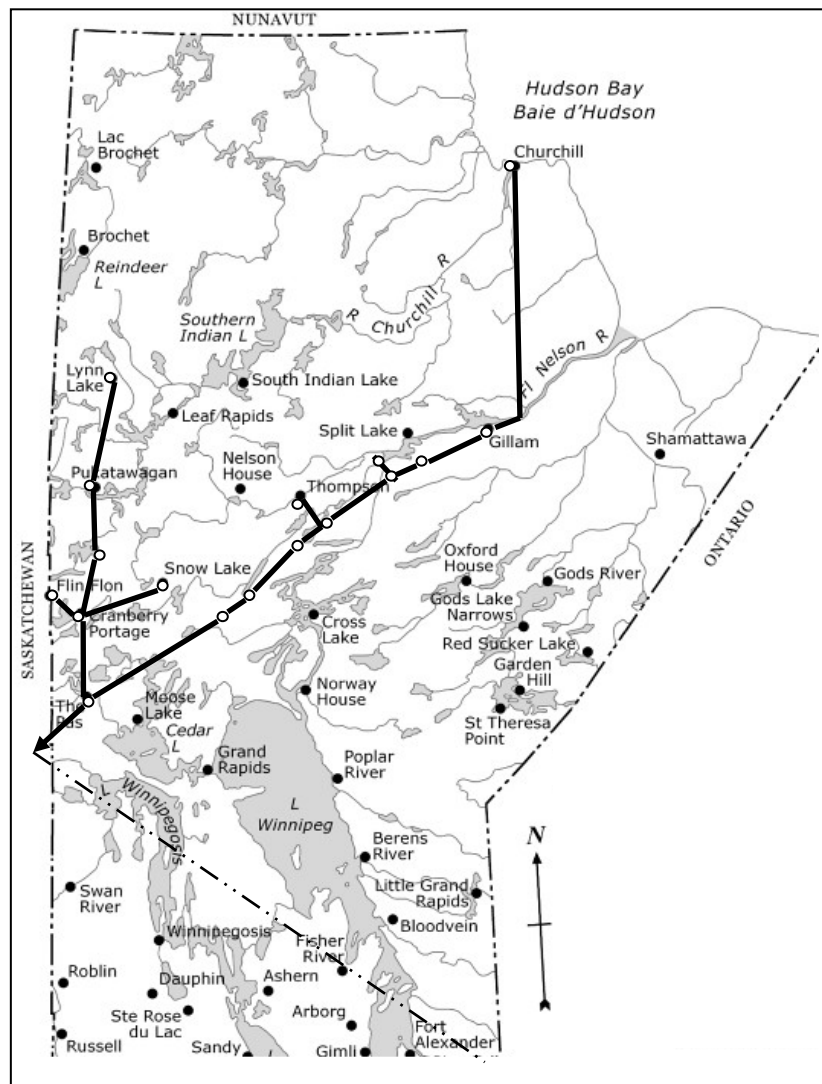 NUNAVUT
Hudson Bay
Baie d'Hudson
Lac
Brochet
Churchill
Brochet
Reindeer
L
R
Churchill
R
Southern
Indian L
Fl Nelson R
Lynn
Lake
South Indian Lake
Leaf Rapids
Split Lake
Gillam
Shamattawa
Pukatawagan
Nelson
House
Thompson
ONTARIO
SASKATCHEWAN
Flin Flon
Snow Lake
Oxford
House
Gods River
Gods Lake
Narrows
Cranberry
Portage
Cross
Lake
Red Sucker Lake
Garden
Hill
The
Pas
Moose
Lake
Norway
House
St Theresa
Point
Cedar
L
Grand
Rapids
Poplar
River
L Winnipegosis
L
Winnipeg
N
Berens
River
Little Grand
Rapids
Swan
River
Bloodvein
Winnipegosis
Fisher
River
Roblin
Dauphin
Ashern
Ste Rose
du Lac
Arborg
Fort
Alexander
Russell
Sandy
L
Gimli